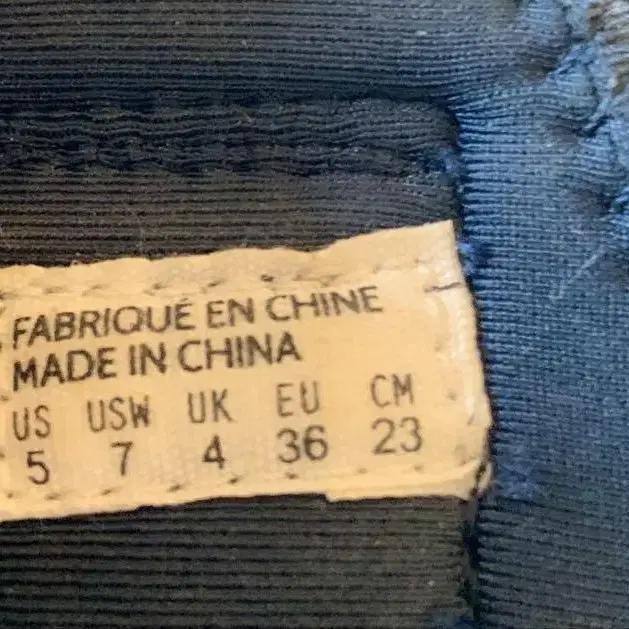 FABRIQUÉ EN CHINE
MADE IN CHINA
US USW UK EU CM
5 7 4 36 23